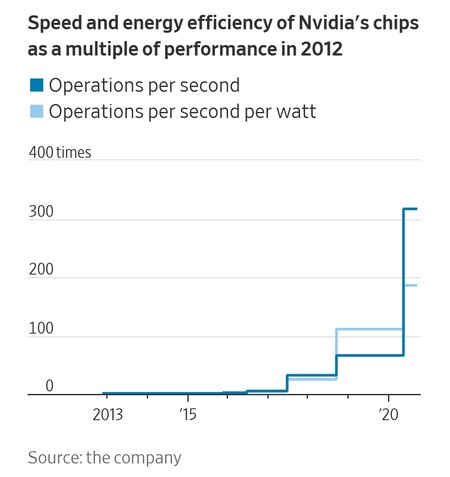 Speed and energy efficiency of Nvidia's chips
as a multiple of performance in 2012
Operations per second
Operations per second per watt
400 times
300
200
100
0
2013 '15 '20
Source: the company